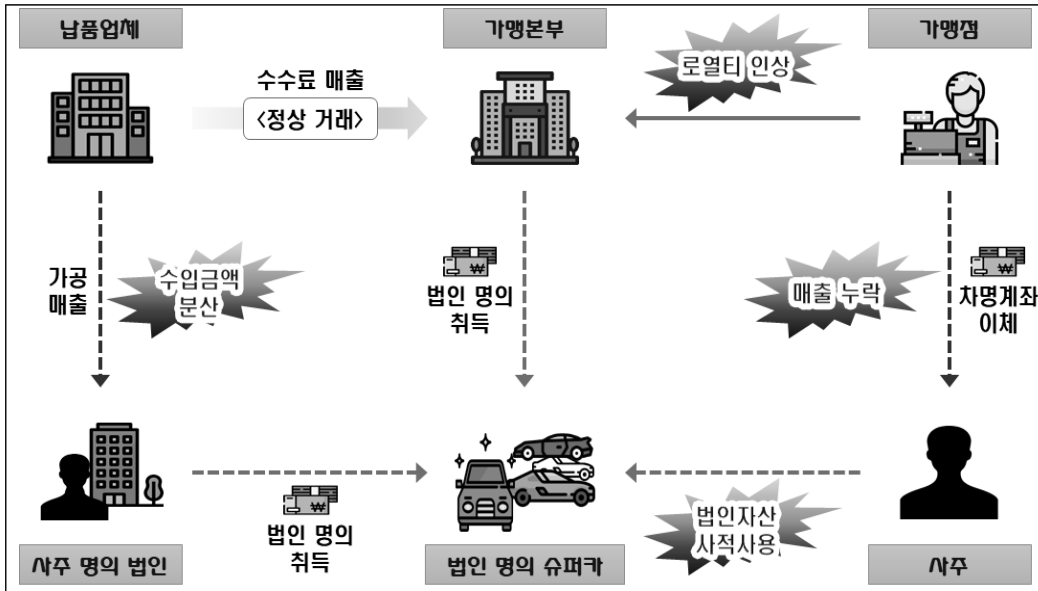 납품업체
가맹본부
가맹점
수수료 매출
<정상 거래>
로열티 인상
가공
매출
수입금액
분산
법인 명의
취득
매출 누락
차명계좌
이체
법인 명의
취득
법인자산
사적사용
사주 명의 법인
법인 명의 슈퍼카
사주